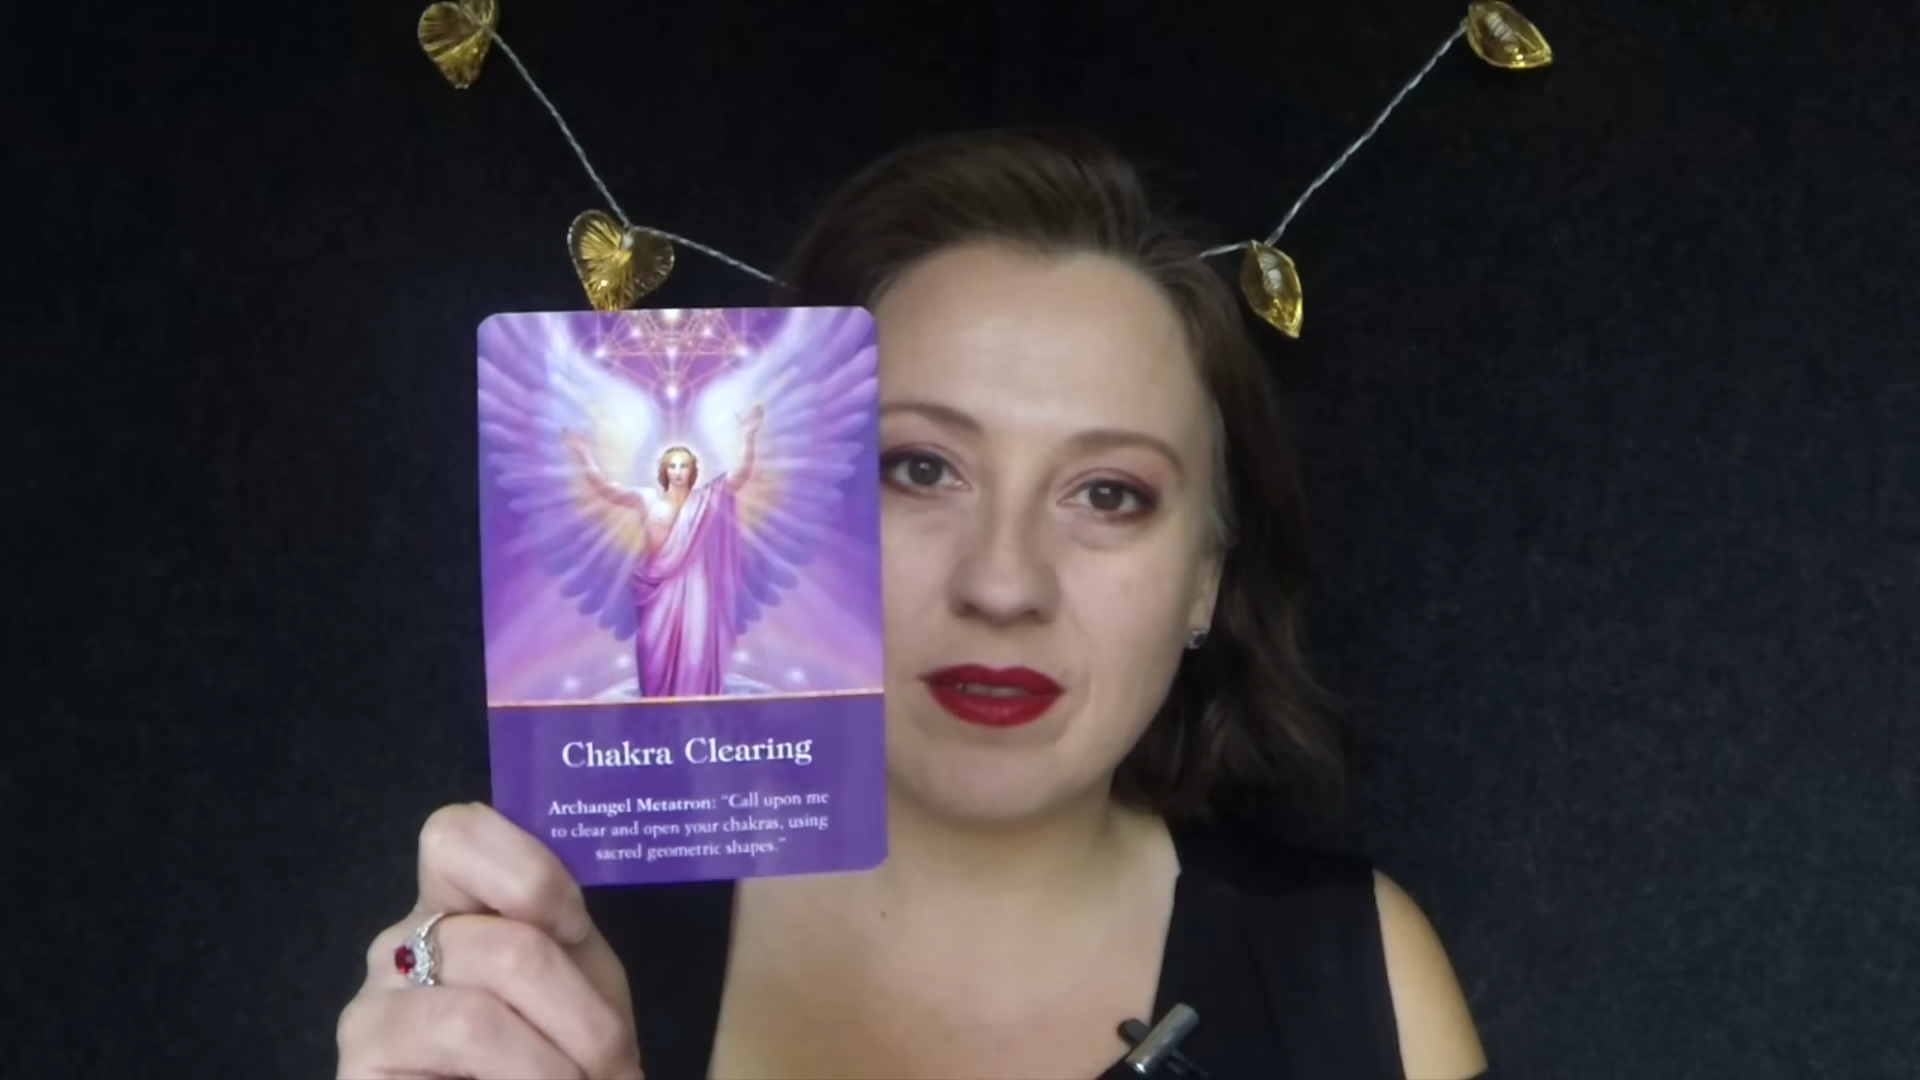 Chakra Clearing
Archangel Metatron: “Call upon me
to clear and open your chakras, using
sacred geometric shapes.”